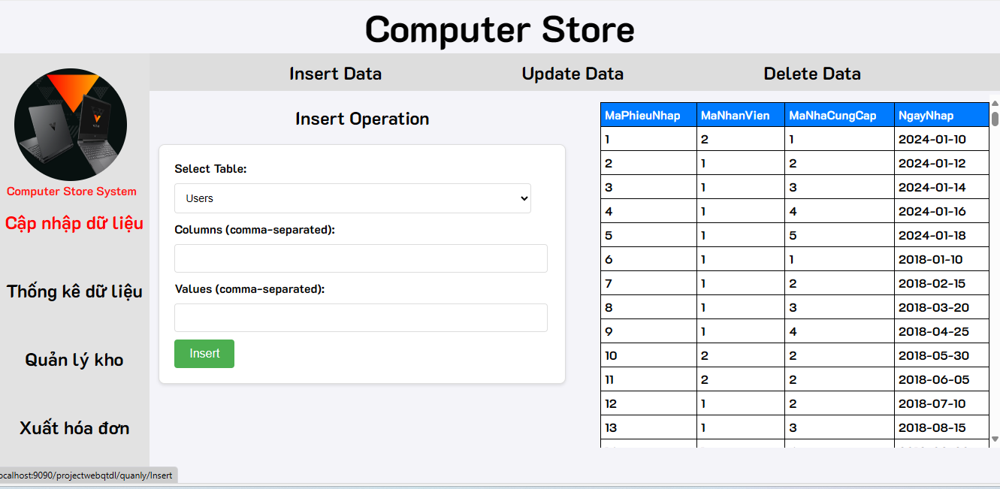 Computer Store
Insert Data Update Data Delete Data
Computer Store System
Cập nhập dữ liệu
Thống kê dữ liệu
Quản lý kho
Xuất hóa đơn
Insert Operation
Select Table:
Users
Columns (comma-separated):
Values (comma-separated):
Insert
MaPhieuNhap MaNhanVien MaNhaCungCap NgayNhap
1 2 1 2024-01-10
2 1 2 2024-01-12
3 1 3 2024-01-14
4 1 4 2024-01-16
5 1 5 2024-01-18
6 1 1 2018-01-10
7 1 2 2018-02-15
8 1 3 2018-03-20
9 1 4 2018-04-25
10 2 2 2018-05-30
11 2 2 2018-06-05
12 1 2 2018-07-10
13 1 3 2018-08-15
ocalhost:9090/projectwebqtdl/quanly/Insert